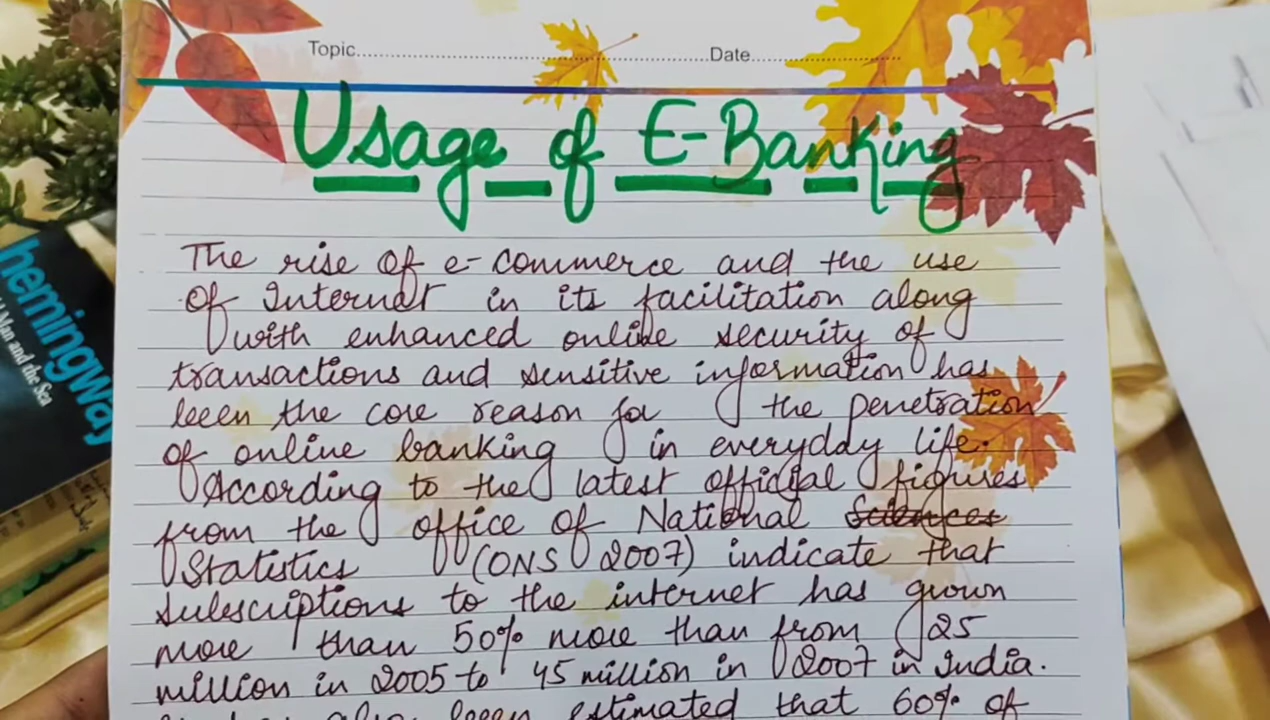 Topic.......... Date..........
Usage of E-Banking
The rise of e-commerce and the use
of Internet in its facilitation along
with enhanced online security of
transactions and sensitive information has
been the core reason for the penetration
of online banking in everyday life.
According to the latest official figures
from the office of National Sciences
Statistics (ONS 2007) indicate that
subscriptions to the internet has grown
more than 50% more than from 25
million in 2005 to 45 million in 2007 in India.
also been estimated that 60% of
hemingway
Man and the Sea